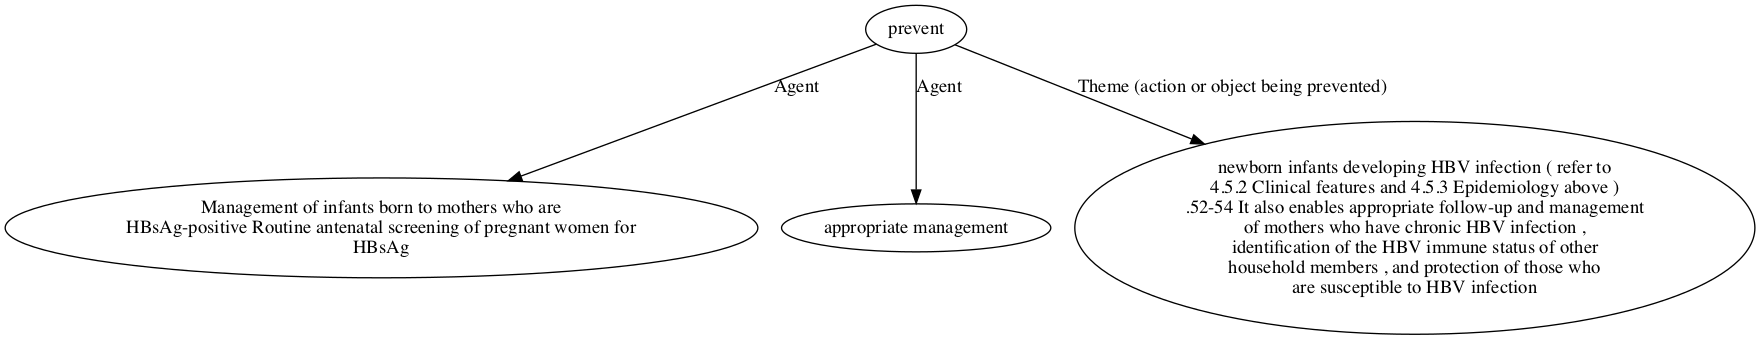 prevent
Agent
Agent
Theme (action or object being prevented)
Management of infants born to mothers who are
HBsAg-positive Routine antenatal screening of pregnant women for
HBsAg
appropriate management
newborn infants developing HBV infection ( refer to
4.5.2 Clinical features and 4.5.3 Epidemiology above )
.52-54 It also enables appropriate follow-up and management
of mothers who have chronic HBV infection ,
identification of the HBV immune status of other
household members , and protection of those who
are susceptible to HBV infection